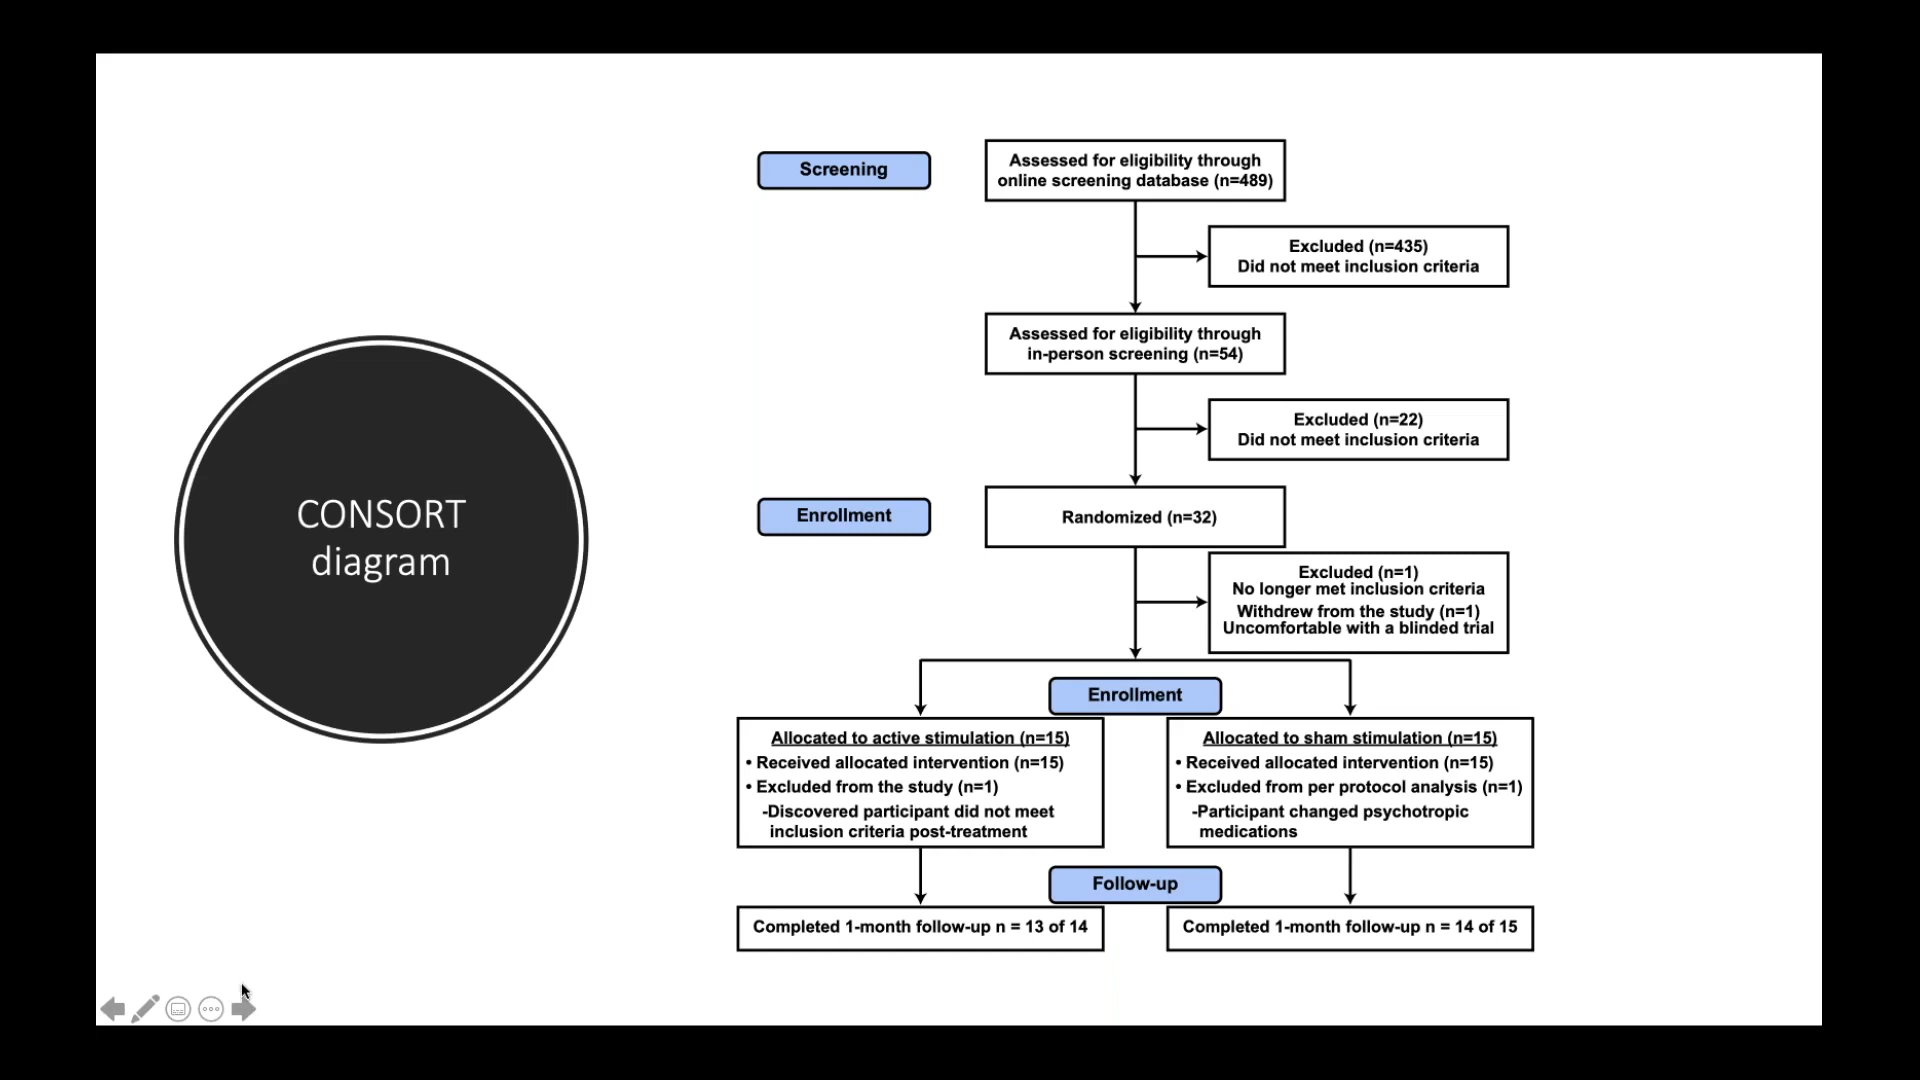 CONSORT
diagram
Screening
Assessed for eligibility through
online screening database (n=489)
Excluded (n=435)
Did not meet inclusion criteria
Assessed for eligibility through
in-person screening (n=54)
Excluded (n=22)
Did not meet inclusion criteria
Enrollment
Randomized (n=32)
Excluded (n=1)
No longer met inclusion criteria
Withdrew from the study (n=1)
Uncomfortable with a blinded trial
Enrollment
Allocated to active stimulation (n=15)
• Received allocated intervention (n=15)
• Excluded from the study (n=1)
-Discovered participant did not meet
inclusion criteria post-treatment
Allocated to sham stimulation (n=15)
• Received allocated intervention (n=15)
• Excluded from per protocol analysis (n=1)
-Participant changed psychotropic
medications
Follow-up
Completed 1-month follow-up n = 13 of 14
Completed 1-month follow-up n = 14 of 15